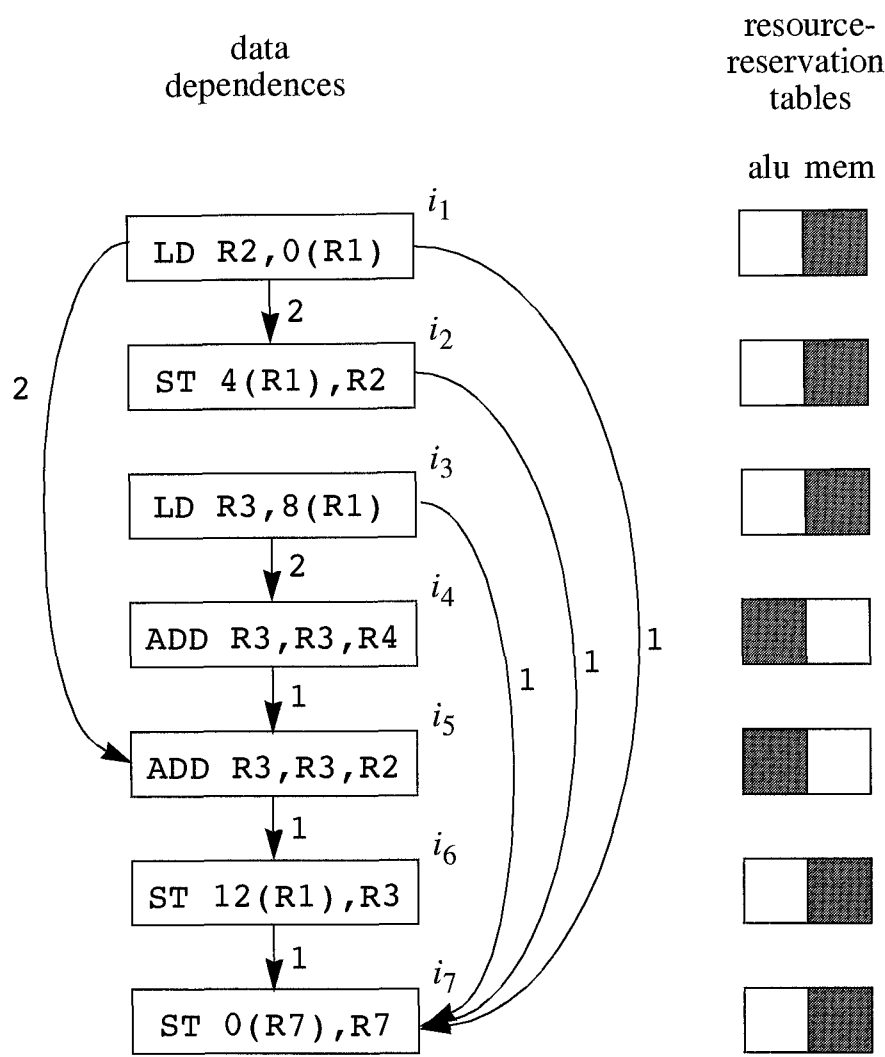 data
dependences
resource-
reservation
tables
alu mem
i1
LD R2,0(R1)
2
i2
ST 4(R1),R2
2
i3
LD R3,8(R1)
2
i4
ADD R3,R3,R4
1
1
1
1
i5
ADD R3,R3,R2
1
i6
ST 12(R1),R3
1
i7
ST 0(R7),R7